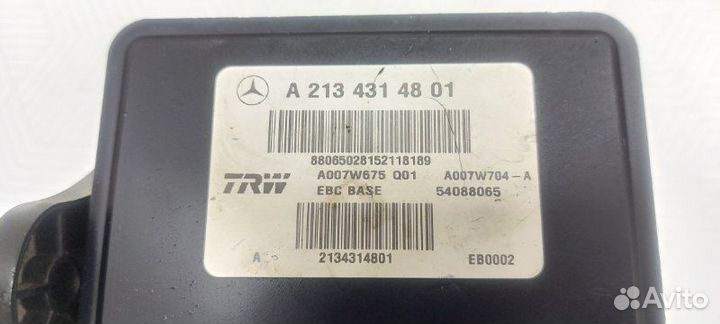 A 213 431 48 01
88065028152118189
TRW
A007W675 Q01 A007W704-A
EBC BASE 54088065
A 2134314801 EB0002
Avito